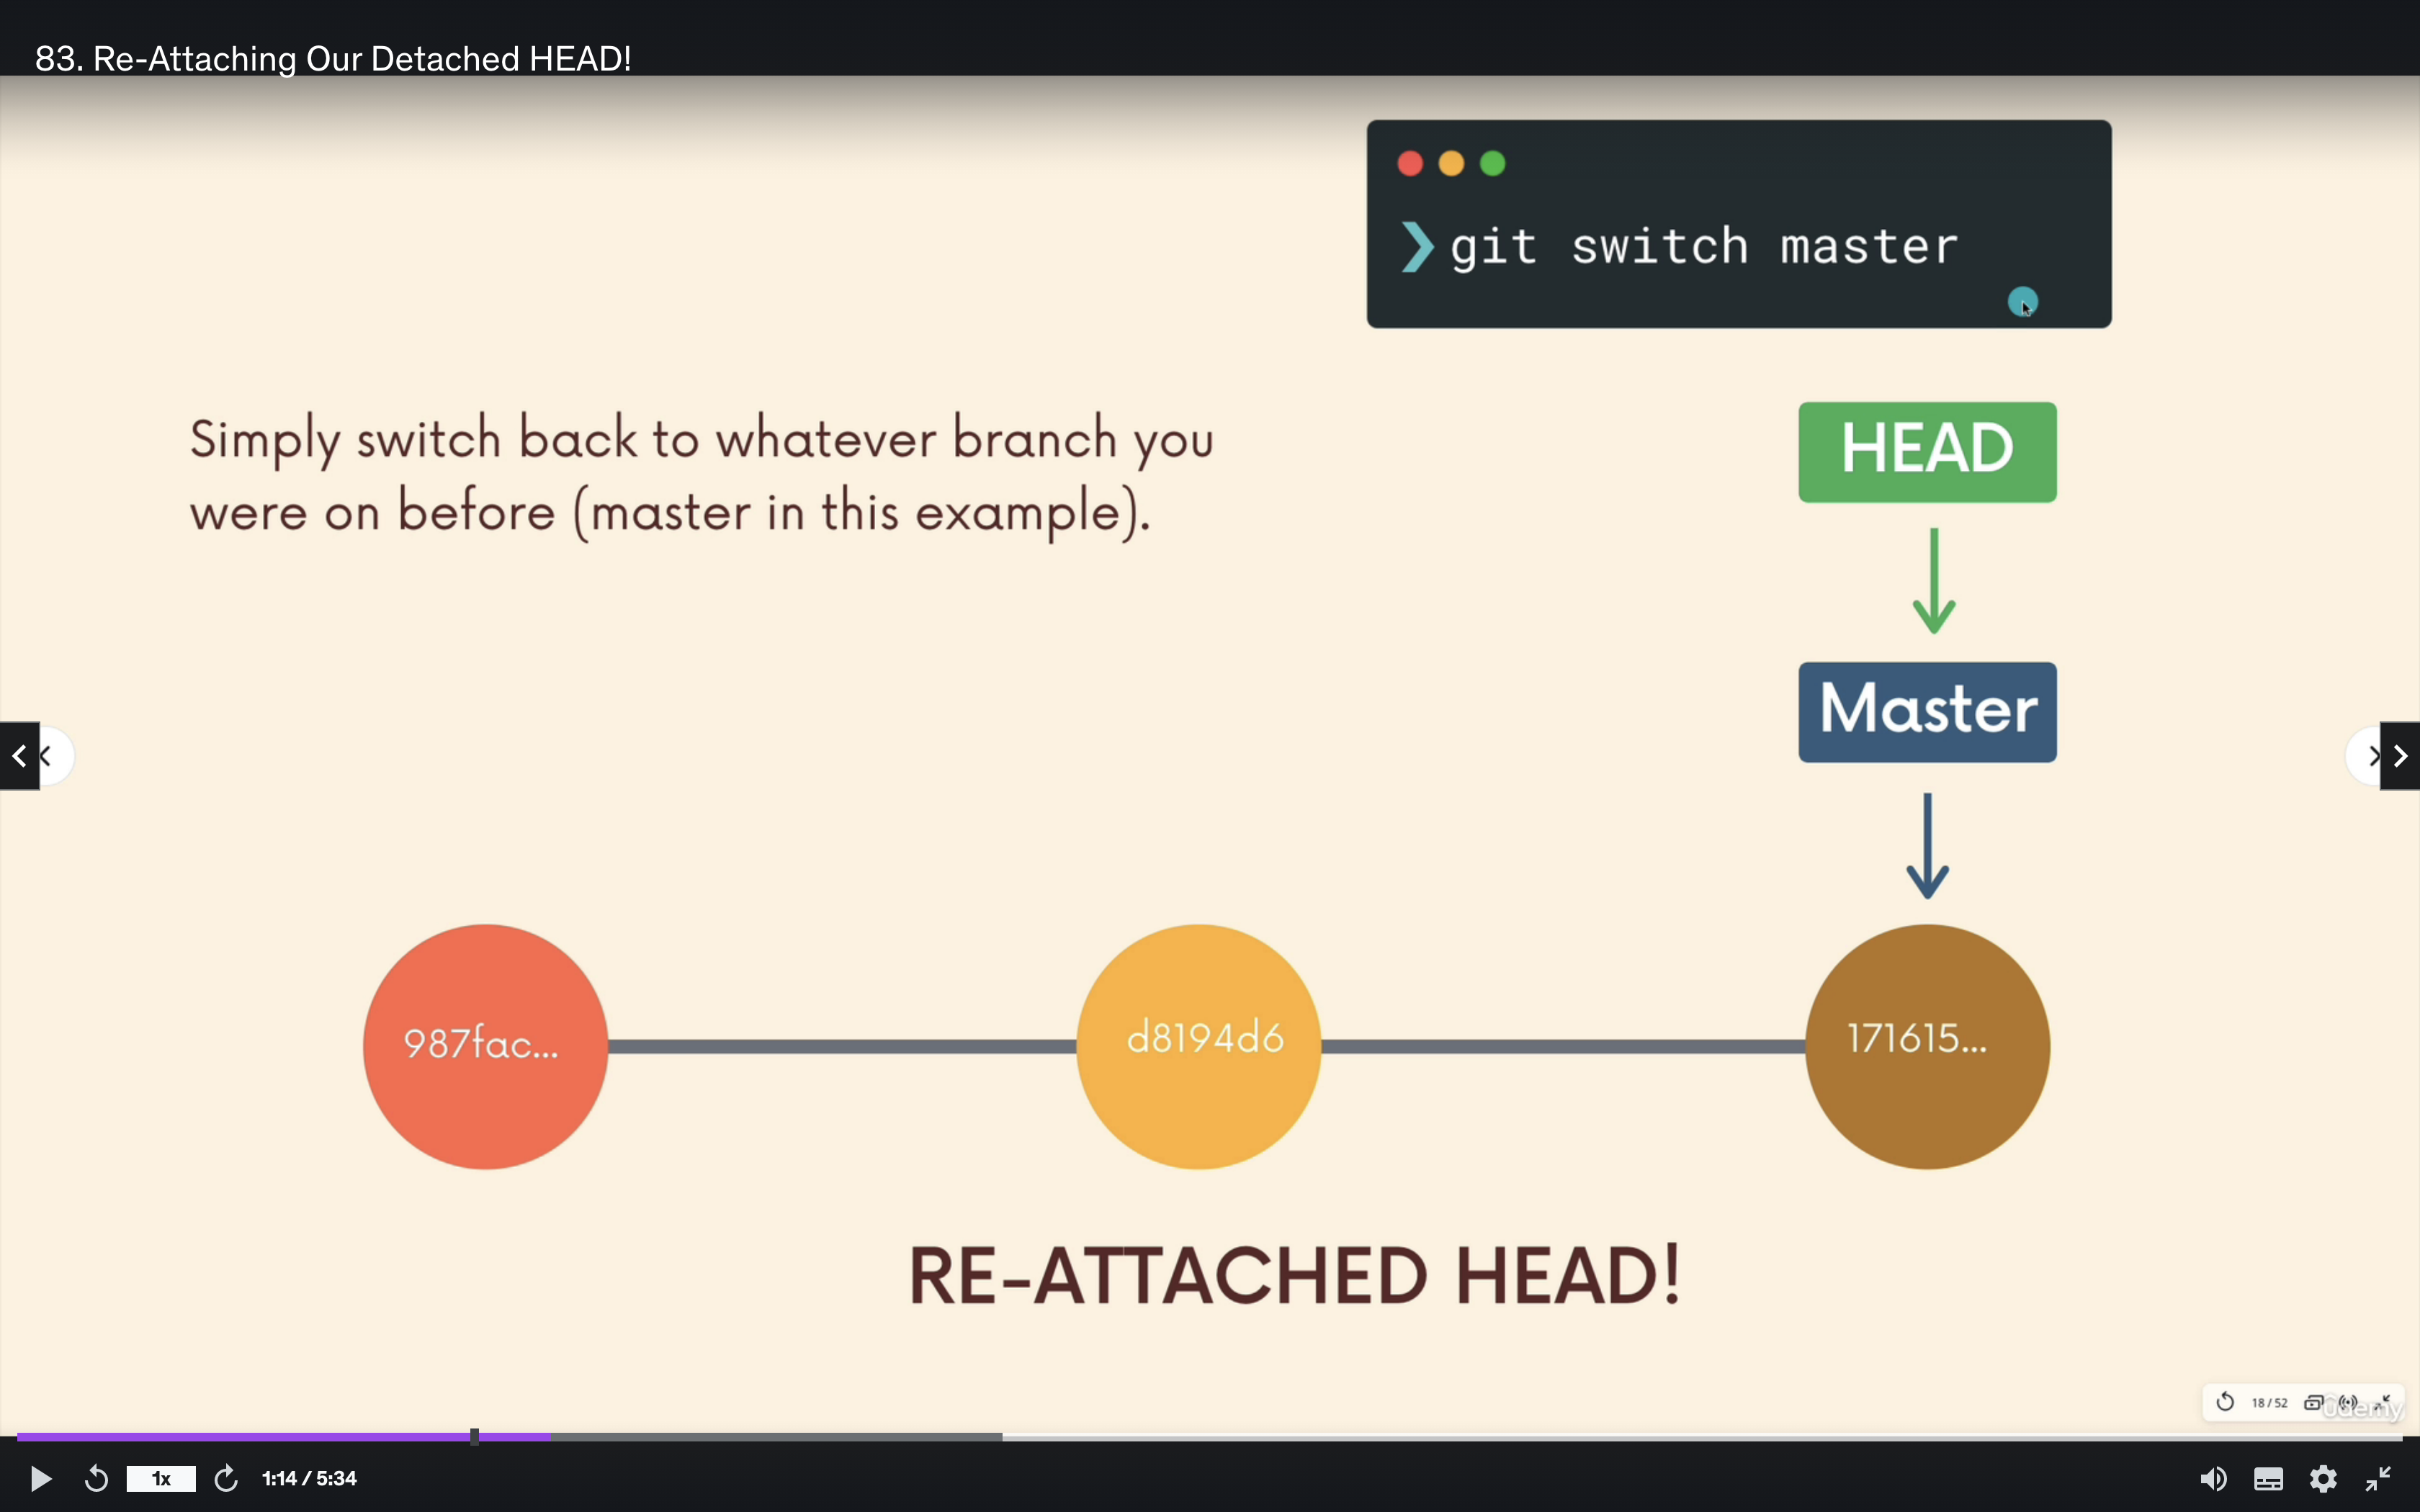 83. Re-Attaching Our Detached HEAD!
❯ git switch master
Simply switch back to whatever branch you
were on before (master in this example).
HEAD
Master
987fac...
d8194d6
171615...
RE-ATTACHED HEAD!
18 / 52
udemy
1x
1:14 / 5:34